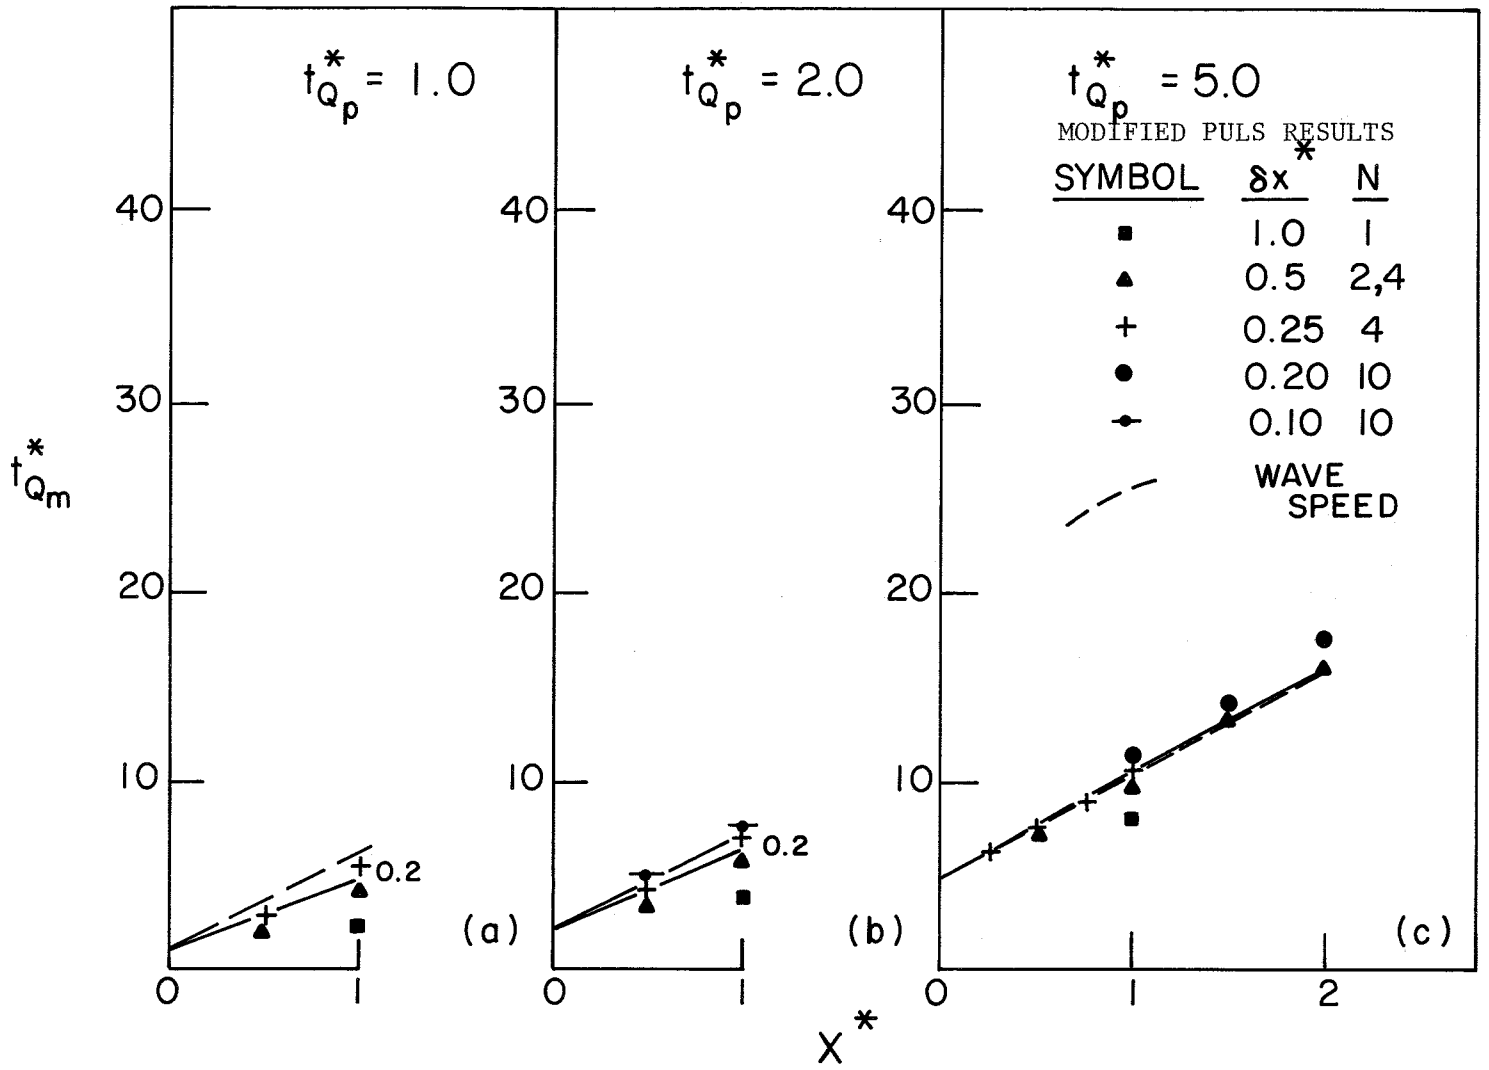 t*Qp = 1.0
t*Qp = 2.0
t*Qp = 5.0
MODIFIED PULS RESULTS
SYMBOL δx* N
1.0 1
0.5 2,4
0.25 4
0.20 10
0.10 10
WAVE
SPEED
t*Qm
40
30
20
10
0.2
(a)
0 1
40
30
20
10
0.2
(b)
0 1
40
30
20
10
(c)
0 1 2
X*